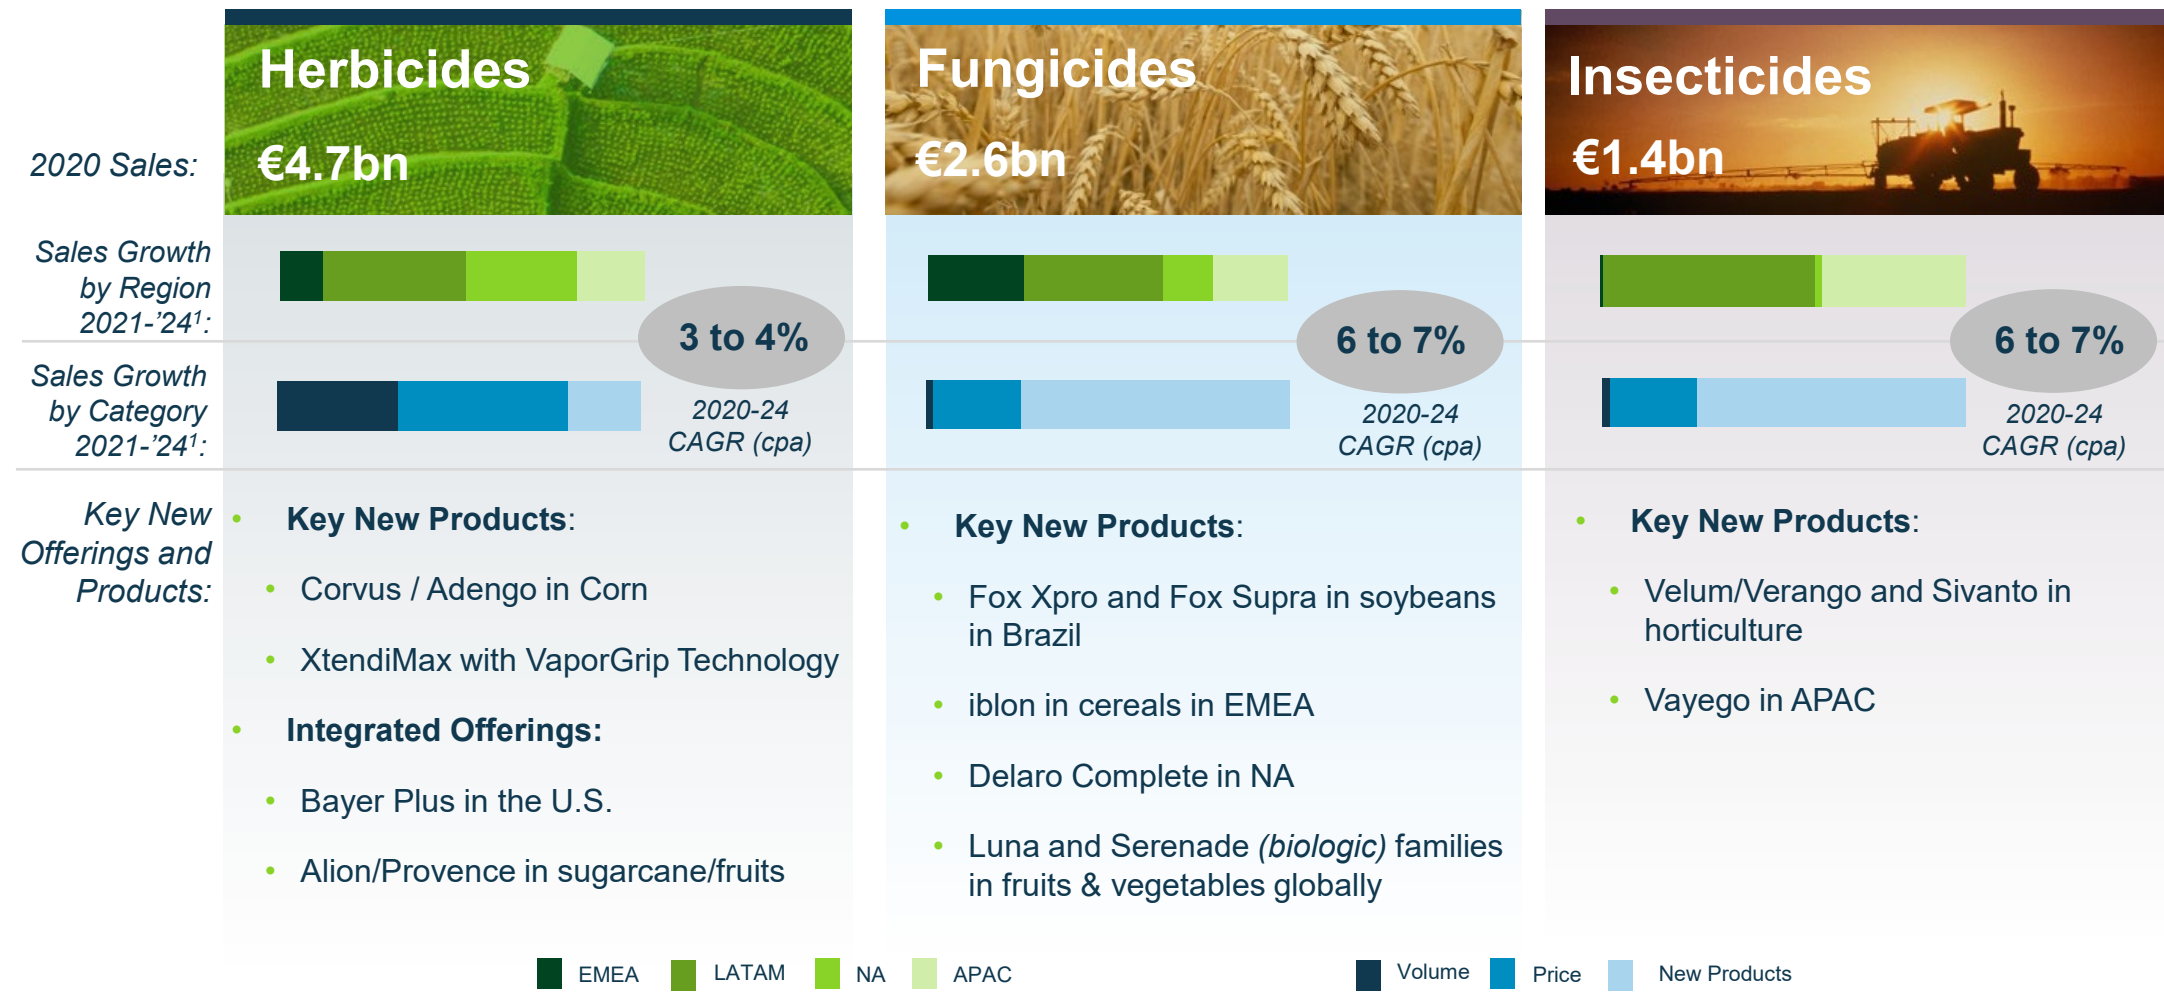 Herbicides
Fungicides
Insecticides
2020 Sales:
€4.7bn
€2.6bn
€1.4bn
Sales Growth
by Region
2021-’24¹:
3 to 4%
6 to 7%
6 to 7%
Sales Growth
by Category
2021-’24¹:
2020-24
CAGR (cpa)
2020-24
CAGR (cpa)
2020-24
CAGR (cpa)
Key New
Offerings and
Products:
• Key New Products:
• Corvus / Adengo in Corn
• XtendiMax with VaporGrip Technology
• Integrated Offerings:
• Bayer Plus in the U.S.
• Alion/Provence in sugarcane/fruits
• Key New Products:
• Fox Xpro and Fox Supra in soybeans
in Brazil
• iblon in cereals in EMEA
• Delaro Complete in NA
• Luna and Serenade (biologic) families
in fruits & vegetables globally
• Key New Products:
• Velum/Verango and Sivanto in
horticulture
• Vayego in APAC
EMEA LATAM NA APAC
Volume Price New Products